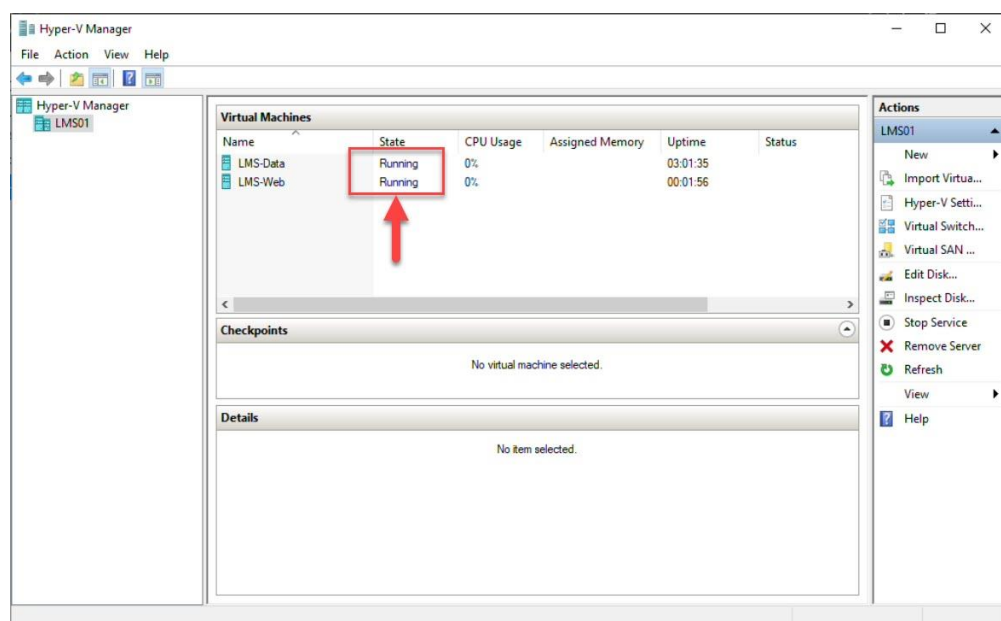 Hyper-V Manager
File Action View Help
Hyper-V Manager
LMS01
Virtual Machines
Name State CPU Usage Assigned Memory Uptime Status
LMS-Data Running 0% 03:01:35
LMS-Web Running 0% 00:01:56
Checkpoints
No virtual machine selected.
Details
No item selected.
Actions
LMS01
New
Import Virtua...
Hyper-V Setti...
Virtual Switch...
Virtual SAN ...
Edit Disk...
Inspect Disk...
Stop Service
Remove Server
Refresh
View
Help